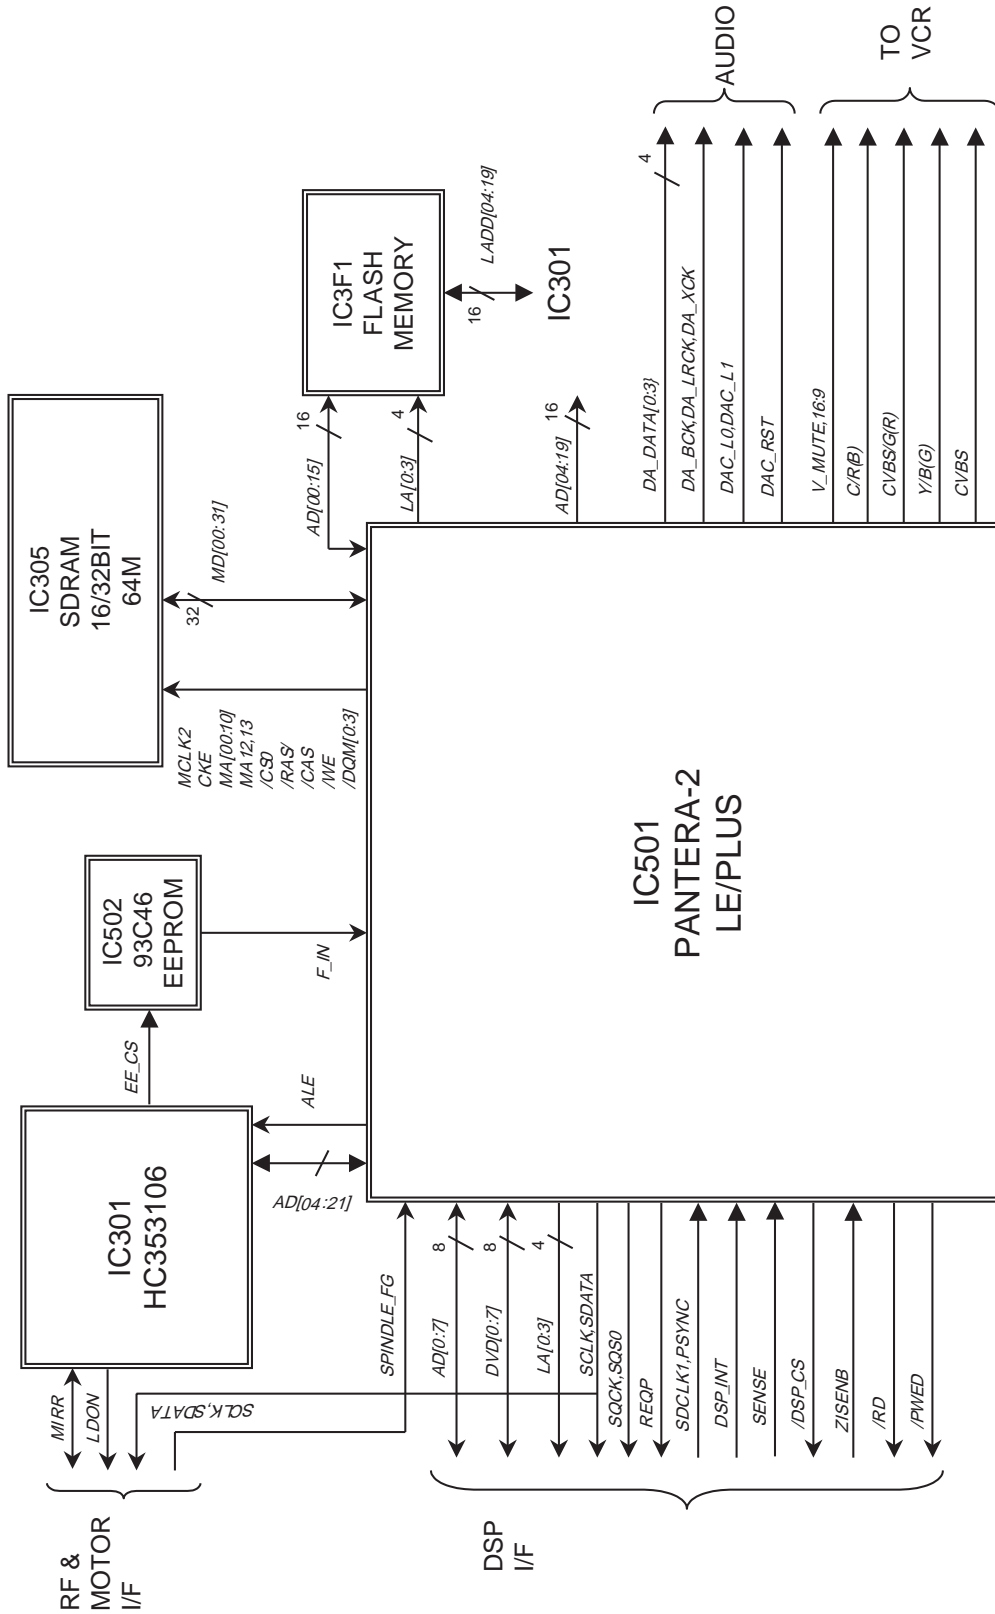 RF &
MOTOR
I/F
MIRR
LDON
SCLK,SDATA
IC301
HC353106
EE_CS
IC502
93C46
EEPROM
F_IN
ALE
AD[04:21]
IC305
SDRAM
16/32BIT
64M
MCLK2
CKE
MA[00:10]
MA12,13
/CS0
/RAS/
/CAS
/WE
/DQM[0:3]
32
MD[00:31]
IC3F1
FLASH
MEMORY
AD[00:15]
16
LA[0:3]
4
16
LADD[04:19]
IC301
AD[04:19]
16
IC501
PANTERA-2
LE/PLUS
DSP
I/F
SPINDLE_FG
AD[0:7]
8
DVD[0:7]
8
LA[0:3]
4
SCLK,SDATA
SQCK,SQS0
REQP
SDCLK1,PSYNC
DSP_INT
SENSE
/DSP_CS
ZISENB
/RD
/PWED
DA_DATA[0:3}
4
DA_BCK,DA_LRCK,DA_XCK
DAC_L0,DAC_L1
DAC_RST
AUDIO
V_MUTE,16:9
C/R(B)
CVBS/G(R)
Y/B(G)
CVBS
TO
VCR